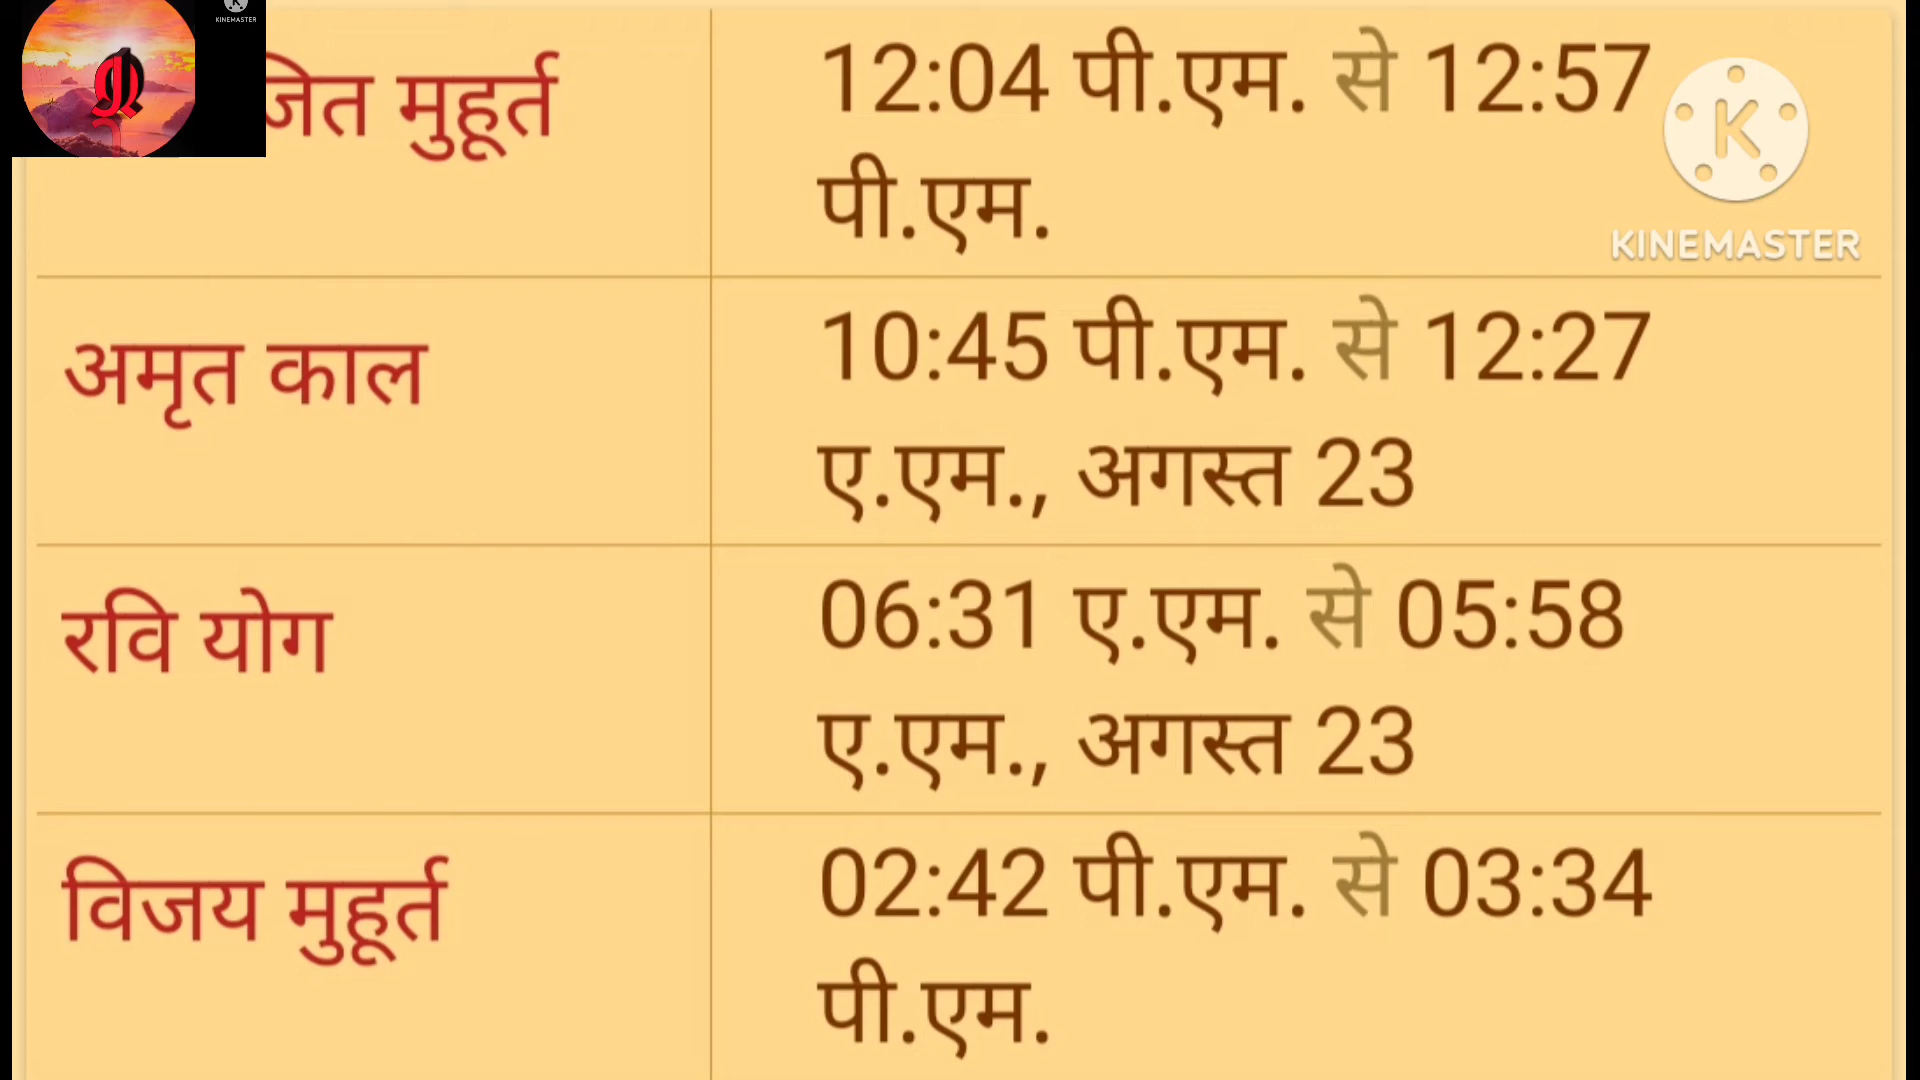 KINEMASTER
मुहूर्त
12:04 पी.एम. से 12:57
पी.एम.
KINEMASTER
अमृत काल
10:45 पी.एम. से 12:27
ए.एम., अगस्त 23
रवि योग
06:31 ए.एम. से 05:58
ए.एम., अगस्त 23
विजय मुहूर्त
02:42 पी.एम. से 03:34
पी.एम.